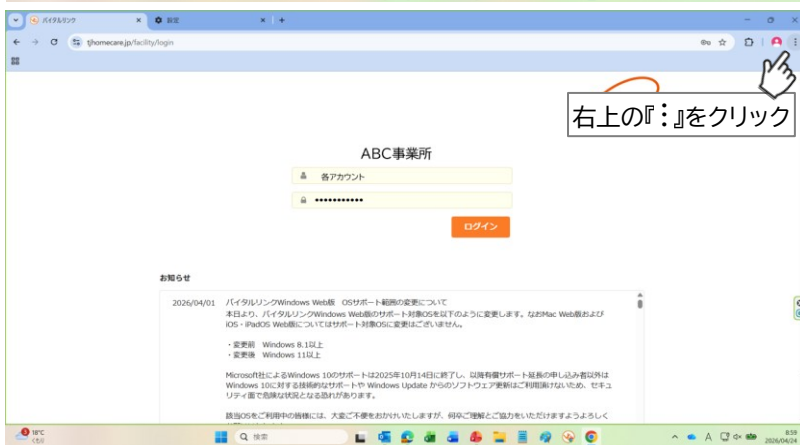 バイタルリンク
設定
tjhomecare.jp/facility/login
右上の『⋮』をクリック
ABC事業所
各アカウント
•••••••••••
ログイン
お知らせ
2026/04/01 バイタルリンクWindows Web版 OSサポート範囲の変更について
本日より、バイタルリンクWindows Web版のサポート対象OSを以下のように変更します。なおMac Web版および
iOS・iPadOS Web版についてはサポート対象OSに変更はございません。
・変更前 Windows 8.1以上
・変更後 Windows 11以上
Microsoft社によるWindows 10のサポートは2025年10月14日に終了し、以降有償サポート延長の申し込み者以外は
Windows 10に対する技術的なサポートや Windows Update からのソフトウェア更新はご利用頂けないため、セキュ
リティ面で危険な状況となる恐れがあります。
該当OSをご利用中の皆様には、大変ご不便をおかけいたしますが、何卒ご理解とご協力をいただけますようよろしく
18°C
くもり
検索
A
8:59
2026/04/24